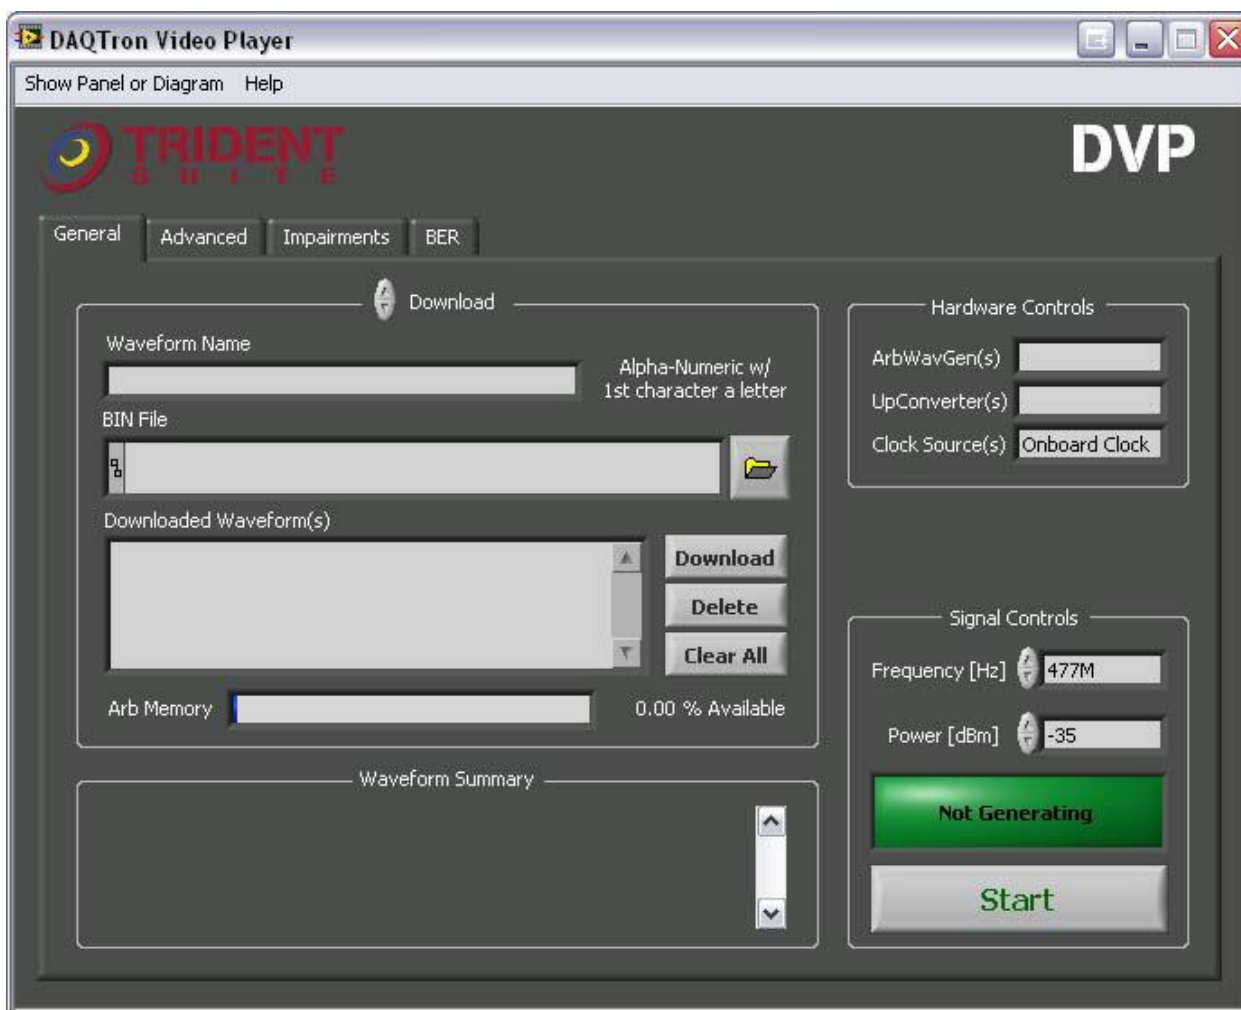 DAQTron Video Player
Show Panel or Diagram Help
TRIDENT
SUITE
DVP
General Advanced Impairments BER
Download
Waveform Name
Alpha-Numeric w/
1st character a letter
BIN File
Downloaded Waveform(s)
Download
Delete
Clear All
Arb Memory 0.00 % Available
Waveform Summary
Hardware Controls
ArbWavGen(s)
UpConverter(s)
Clock Source(s) Onboard Clock
Signal Controls
Frequency [Hz] 477M
Power [dBm] -35
Not Generating
Start